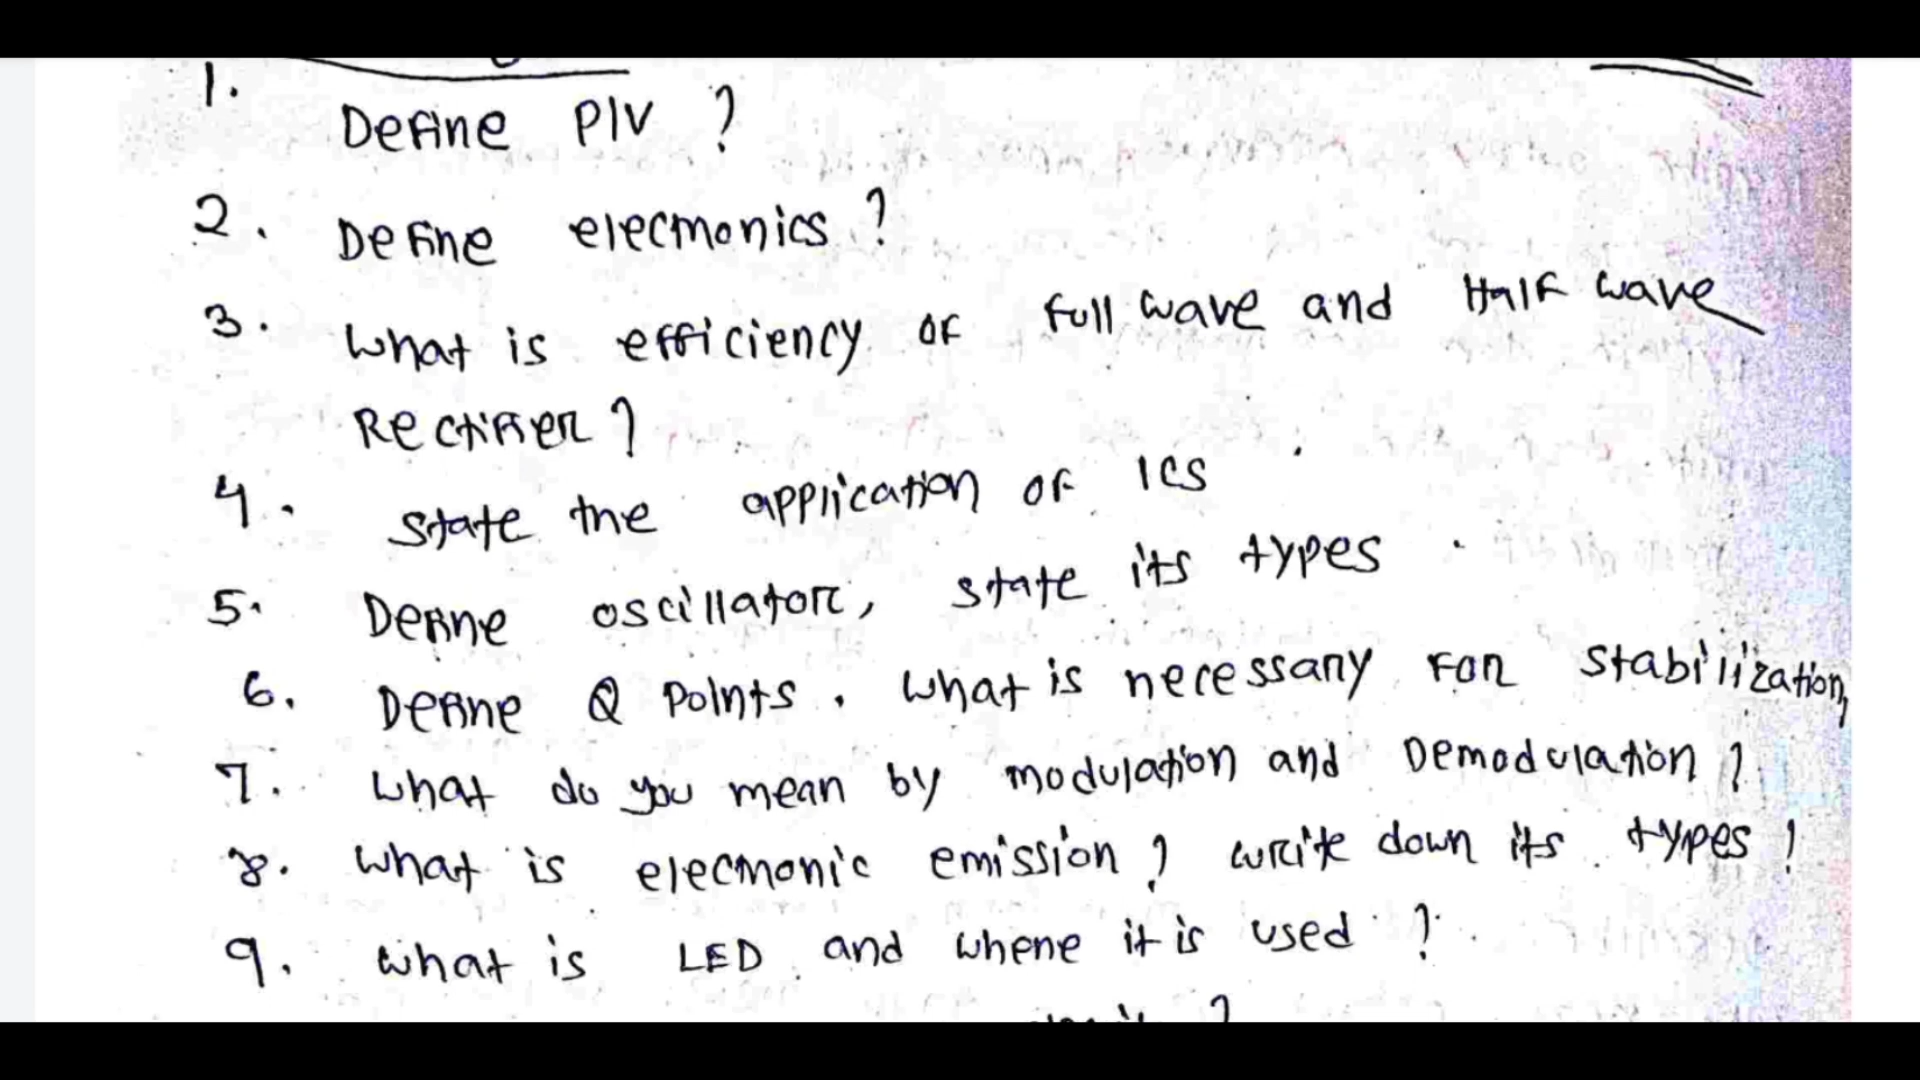 1.
Define PIV ?
2. Define electronics ?
3. What is efficiency of full wave and Half wave
Rectifier ?
4. state the application of ICS
5. Define oscillator, state its types .
6. Define Q Points . What is necessary For stabilization,
7. What do you mean by modulation and Demodulation ?
8. What is electronic emission ? write down its types !
9. What is LED and where it is used ?
?